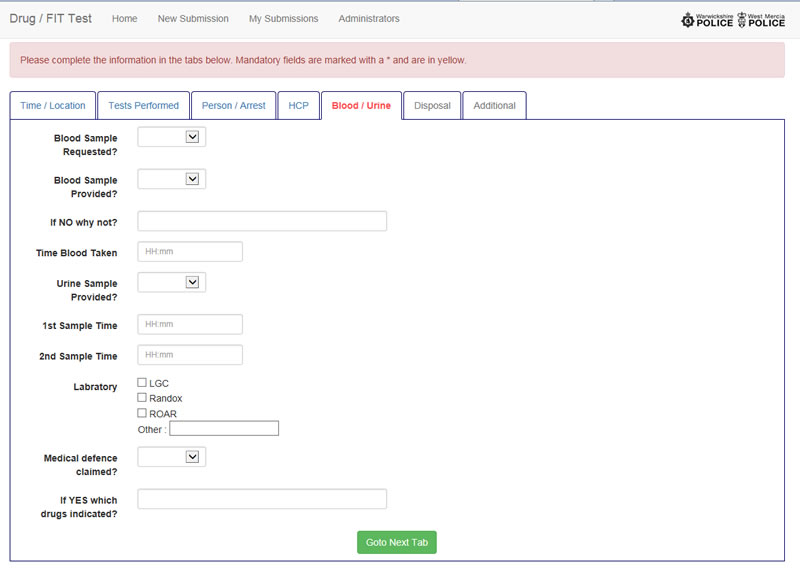 Drug / FIT Test Home New Submission My Submissions Administrators Warwickshire POLICE West Mercia POLICE
Please complete the information in the tabs below. Mandatory fields are marked with a * and are in yellow.
Time / Location Tests Performed Person / Arrest HCP Blood / Urine Disposal Additional
Blood Sample
Requested?
Blood Sample
Provided?
If NO why not?
Time Blood Taken HH:mm
Urine Sample
Provided?
1st Sample Time HH:mm
2nd Sample Time HH:mm
Labratory LGC
Randox
ROAR
Other :
Medical defence
claimed?
If YES which
drugs indicated?
Goto Next Tab